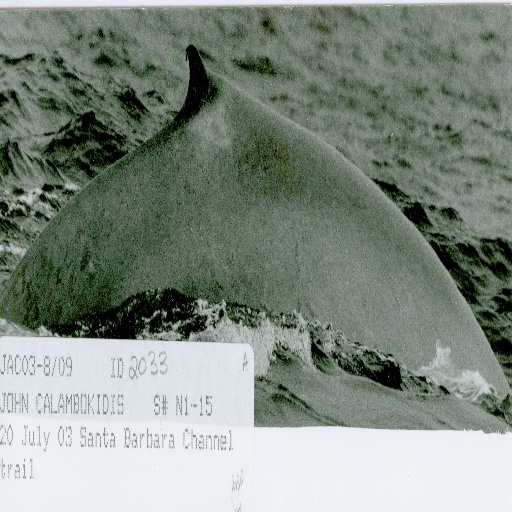 JAC03-8/09 ID 2033 A
JOHN CALAMBOKIDIS S# N1-15
20 July 03 Santa Barbara Channel
trail